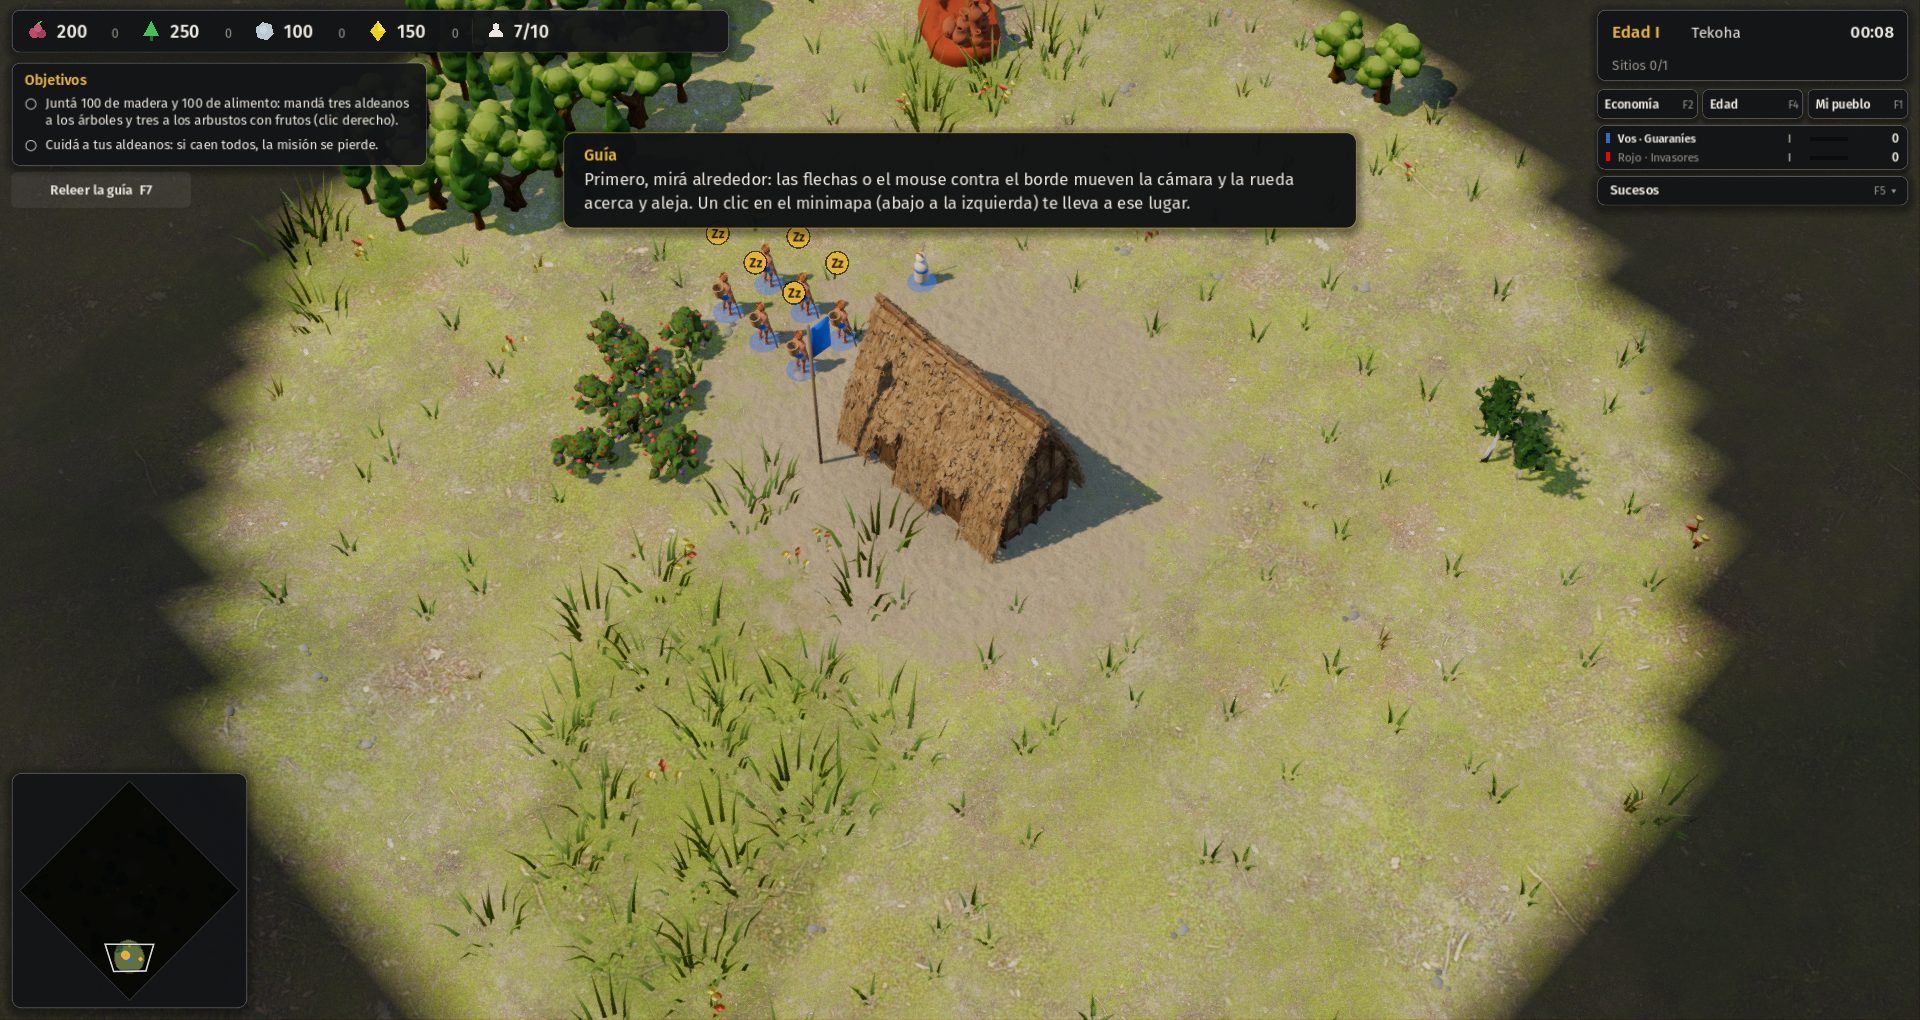 200 0 250 0 100 0 150 0 7/10
Objetivos
Juntá 100 de madera y 100 de alimento: mandá tres aldeanos
a los árboles y tres a los arbustos con frutos (clic derecho).
Cuidá a tus aldeanos: si caen todos, la misión se pierde.
Releer la guía F7
Guía
Primero, mirá alrededor: las flechas o el mouse contra el borde mueven la cámara y la rueda
acerca y aleja. Un clic en el minimapa (abajo a la izquierda) te lleva a ese lugar.
Zz
Zz
Zz
Zz
Zz
Edad I Tekoha 00:08
Sitios 0/1
Economía F2 Edad F4 Mi pueblo F1
Vos · Guaraníes I 0
Rojo · Invasores I 0
Sucesos F5 ▾